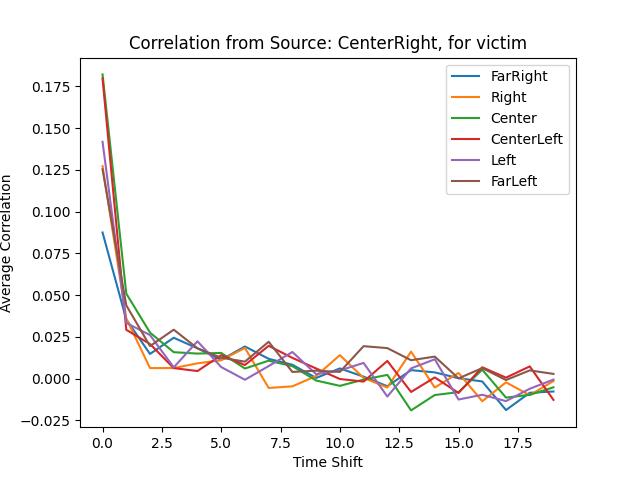 Correlation from Source: CenterRight, for victim
FarRight
Right
Center
CenterLeft
Left
FarLeft
Average Correlation
0.175
0.150
0.125
0.100
0.075
0.050
0.025
0.000
−0.025
0.0 2.5 5.0 7.5 10.0 12.5 15.0 17.5
Time Shift